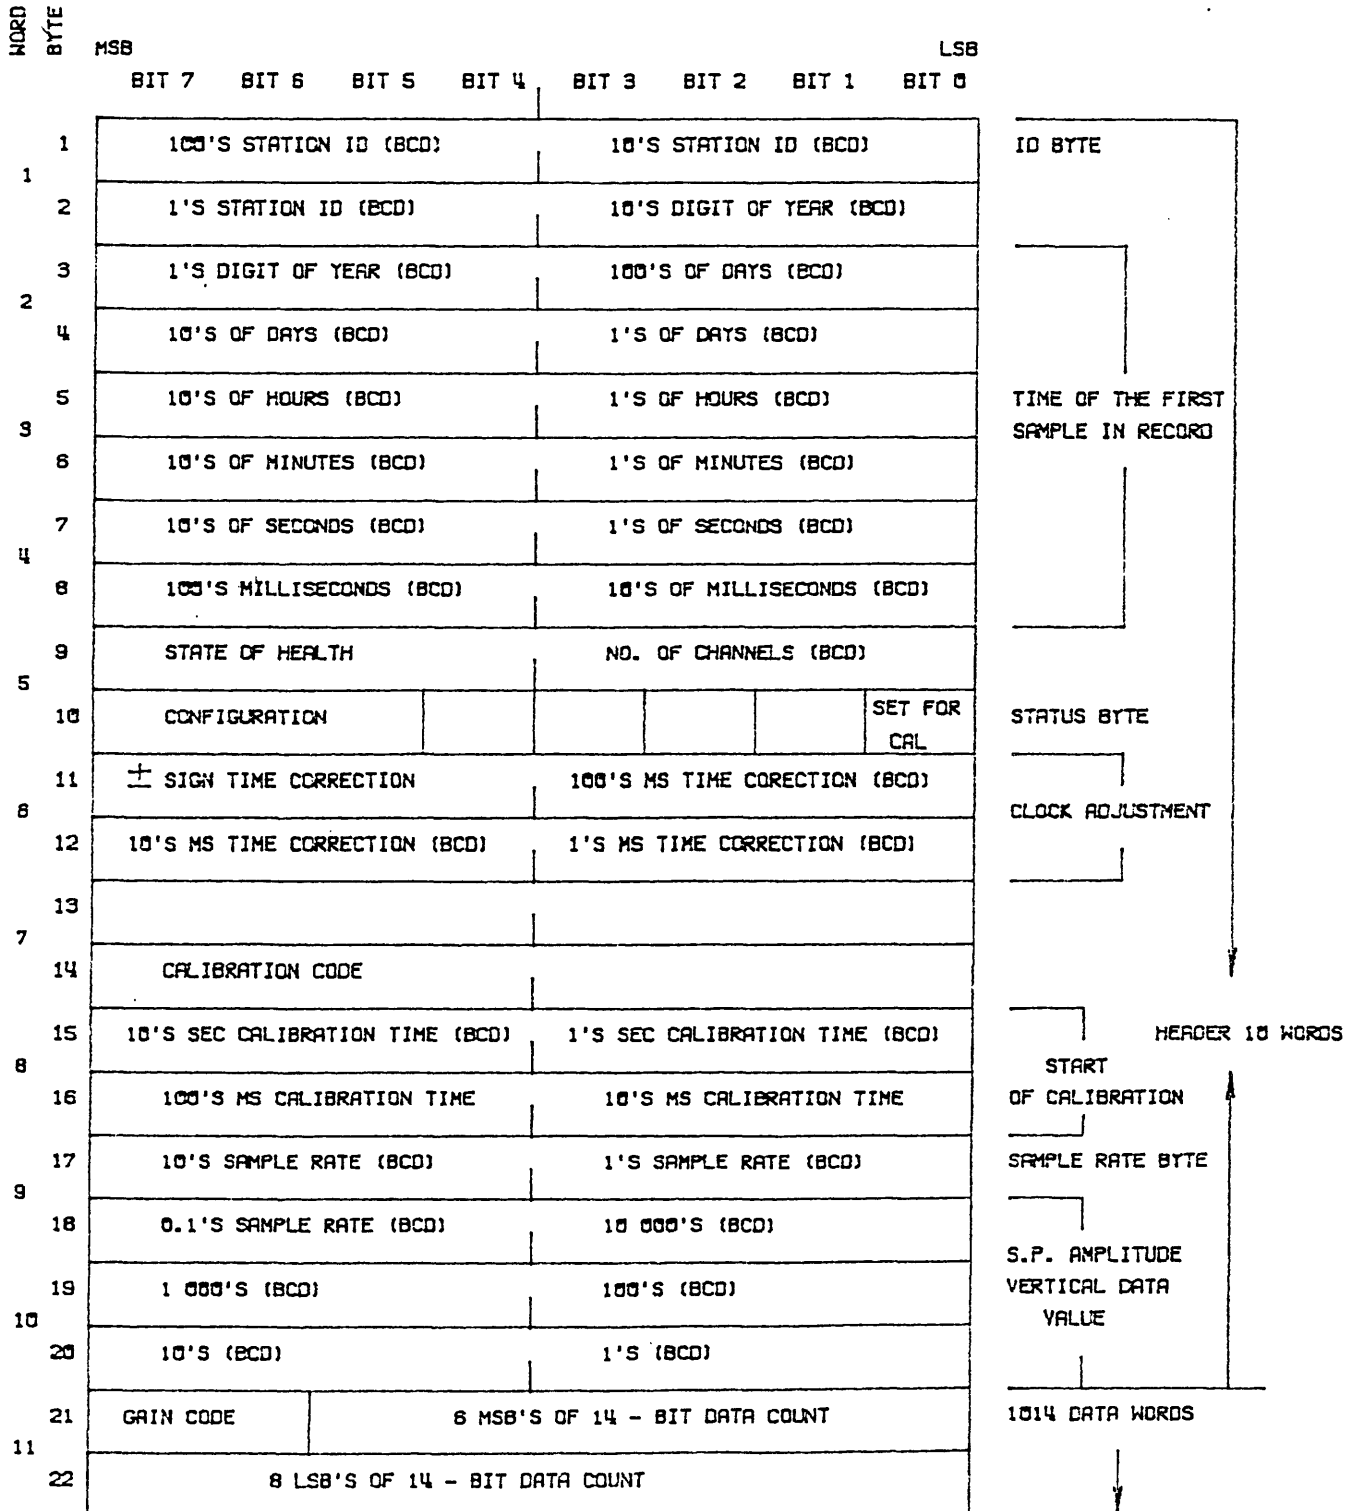 WORD BYTE
MSB LSB
BIT 7 BIT 6 BIT 5 BIT 4 BIT 3 BIT 2 BIT 1 BIT 0
1 100'S STATION ID (BCD) 10'S STATION ID (BCD) ID BYTE
1
2 1'S STATION ID (BCD) 10'S DIGIT OF YEAR (BCD)
3 1'S DIGIT OF YEAR (BCD) 100'S OF DAYS (BCD)
2
4 10'S OF DAYS (BCD) 1'S OF DAYS (BCD)
5 10'S OF HOURS (BCD) 1'S OF HOURS (BCD) TIME OF THE FIRST
3 SAMPLE IN RECORD
6 10'S OF MINUTES (BCD) 1'S OF MINUTES (BCD)
7 10'S OF SECONDS (BCD) 1'S OF SECONDS (BCD)
4
8 100'S MILLISECONDS (BCD) 10'S OF MILLISECONDS (BCD)
9 STATE OF HEALTH NO. OF CHANNELS (BCD)
5
10 CONFIGURATION SET FOR STATUS BYTE
CAL
11 ± SIGN TIME CORRECTION 100'S MS TIME CORECTION (BCD)
6 CLOCK ADJUSTMENT
12 10'S MS TIME CORRECTION (BCD) 1'S MS TIME CORRECTION (BCD)
13
7
14 CALIBRATION CODE
15 10'S SEC CALIBRATION TIME (BCD) 1'S SEC CALIBRATION TIME (BCD) HEADER 10 WORDS
8 START
16 100'S MS CALIBRATION TIME 10'S MS CALIBRATION TIME OF CALIBRATION
17 10'S SAMPLE RATE (BCD) 1'S SAMPLE RATE (BCD) SAMPLE RATE BYTE
9
18 0.1'S SAMPLE RATE (BCD) 10 000'S (BCD)
S.P. AMPLITUDE
19 1 000'S (BCD) 100'S (BCD) VERTICAL DATA
10 VALUE
20 10'S (BCD) 1'S (BCD)
21 GAIN CODE 6 MSB'S OF 14 - BIT DATA COUNT 1014 DATA WORDS
11
22 8 LSB'S OF 14 - BIT DATA COUNT